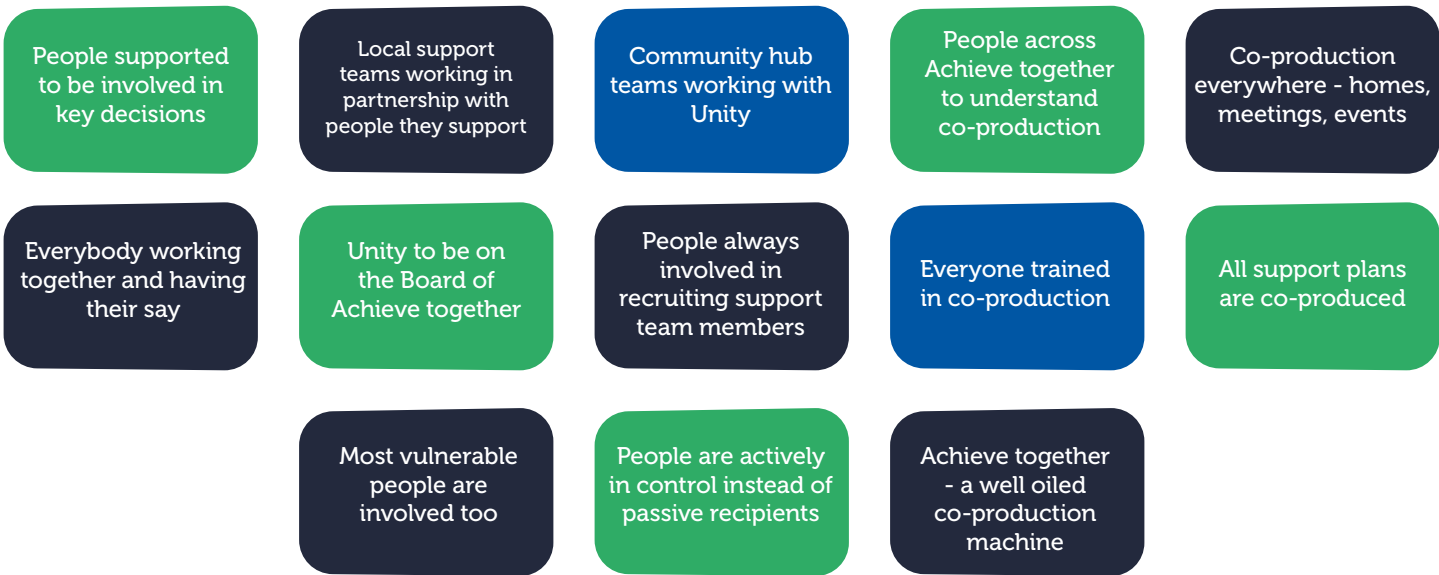 People supported
to be involved in
key decisions
Local support
teams working in
partnership with
people they support
Community hub
teams working with
Unity
People across
Achieve together
to understand
co-production
Co-production
everywhere - homes,
meetings, events
Everybody working
together and having
their say
Unity to be on
the Board of
Achieve together
People always
involved in
recruiting support
team members
Everyone trained
in co-production
All support plans
are co-produced
Most vulnerable
people are
involved too
People are actively
in control instead of
passive recipients
Achieve together
- a well oiled
co-production
machine